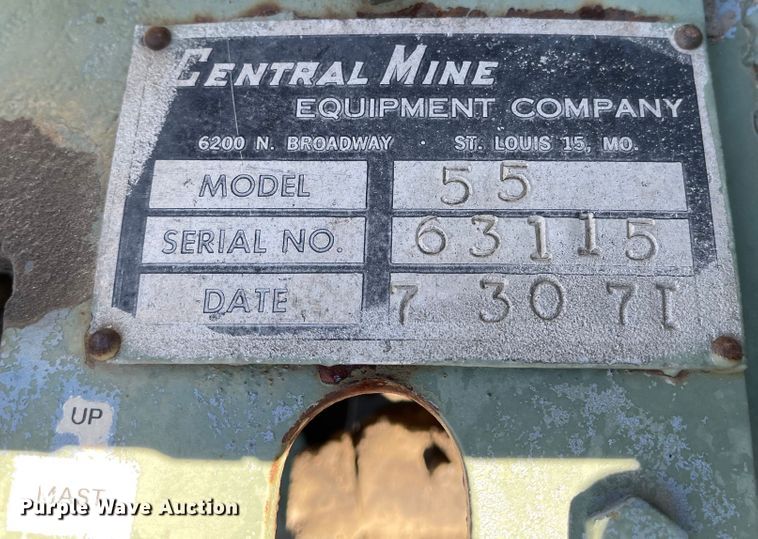 CENTRAL MINE
EQUIPMENT COMPANY
6200 N. BROADWAY · ST. LOUIS 15, MO.
MODEL 55
SERIAL NO. 63115
DATE 7 30 71
UP
MAST
Purple Wave Auction